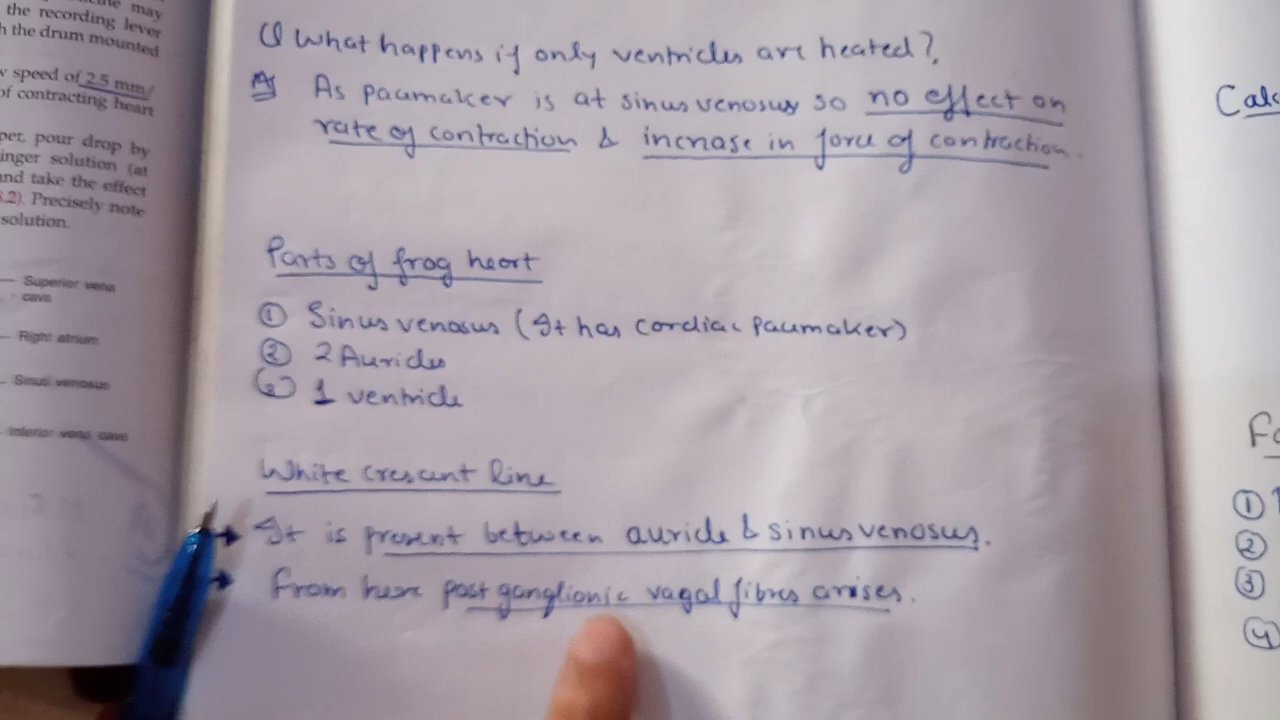 the recording lever
h the drum mounted
speed of 2.5 mm/
of contracting heart
per, pour drop by
inger solution (at
and take the effect
.2). Precisely note
solution.
Superior vena
cava
Right atrium
Sinus venosus
Inferior vena cava
Q What happens if only ventricles are heated?
A As paumaker is at sinus venosus so no effect on
rate of contraction & increase in force of contraction.
Parts of frog heart
① Sinus venosus (It has cardiac paumaker)
② 2 Auricles
③ 1 ventricle
White crescent line
→ It is present between auricle & sinus venosus.
→ From here post ganglionic vagal fibres arises.
Calc
①
②
③
④